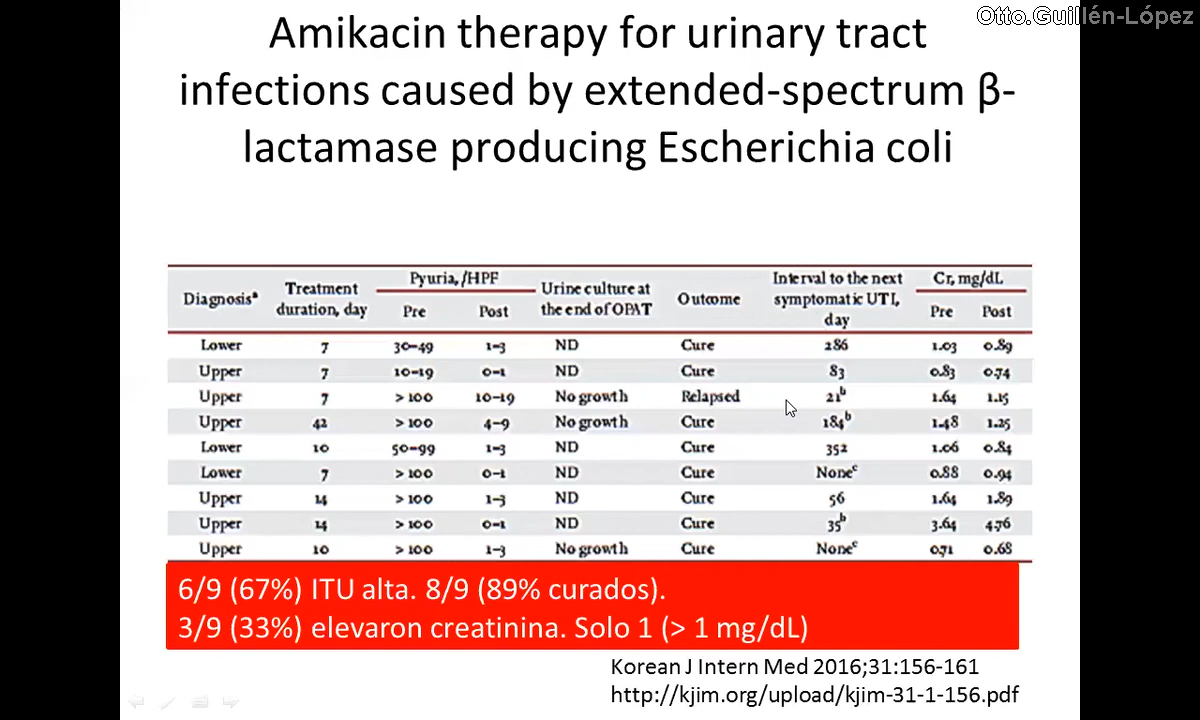 Otto.Guillén-López
Amikacin therapy for urinary tract
infections caused by extended-spectrum β-
lactamase producing Escherichia coli
Diagnosisᵃ Treatment duration, day Pyuria, /HPF Pre Post Urine culture at the end of OPAT Outcome Interval to the next symptomatic UTI, day Cr, mg/dL Pre Post
Lower 7 30–49 1–3 ND Cure 286 1.03 0.89
Upper 7 10–19 0–1 ND Cure 83 0.83 0.74
Upper 7 > 100 10–19 No growth Relapsed 21ᵇ 1.64 1.15
Upper 42 > 100 4–9 No growth Cure 184ᵇ 1.48 1.25
Lower 10 50–99 1–3 ND Cure 352 1.06 0.84
Lower 7 > 100 0–1 ND Cure Noneᶜ 0.88 0.94
Upper 14 > 100 1–3 ND Cure 56 1.64 1.89
Upper 14 > 100 0–1 ND Cure 35ᵇ 3.64 4.76
Upper 10 > 100 1–3 No growth Cure Noneᶜ 0.71 0.68
6/9 (67%) ITU alta. 8/9 (89% curados).
3/9 (33%) elevaron creatinina. Solo 1 (> 1 mg/dL)
Korean J Intern Med 2016;31:156-161
http://kjim.org/upload/kjim-31-1-156.pdf